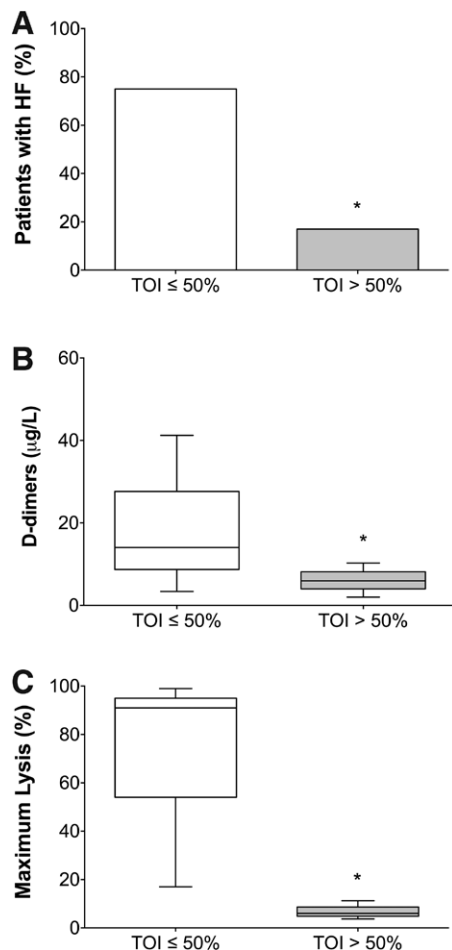 A
Patients with HF (%)
100
80
60
40
20
0
*
TOI ≤ 50%
TOI > 50%
B
D-dimers (μg/L)
60
40
20
0
*
TOI ≤ 50%
TOI > 50%
C
Maximum Lysis (%)
100
80
60
40
20
0
*
TOI ≤ 50%
TOI > 50%